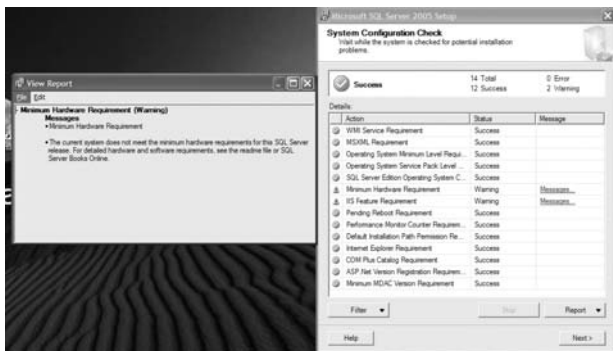 View Report
File Edit
Minimum Hardware Requirement (Warning)
Messages
• Minimum Hardware Requirement
• The current system does not meet the minimum hardware requirements for this SQL Server
release. For detailed hardware and software requirements, see the readme file or SQL
Server Books Online.
Microsoft SQL Server 2005 Setup
System Configuration Check
Wait while the system is checked for potential installation
problems.
Success
14 Total
0 Error
12 Success
2 Warning
Details:
Action Status Message
WMI Service Requirement Success
MSXML Requirement Success
Operating System Minimum Level Requi... Success
Operating System Service Pack Level ... Success
SQL Server Edition Operating System C... Success
Minimum Hardware Requirement Warning Messages...
IIS Feature Requirement Warning Messages...
Pending Reboot Requirement Success
Performance Monitor Counter Requirem... Success
Default Installation Path Permission Re... Success
Internet Explorer Requirement Success
COM Plus Catalog Requirement Success
ASP.Net Version Registration Requirem... Success
Minimum MDAC Version Requirement Success
Filter Stop Report
Help Next >